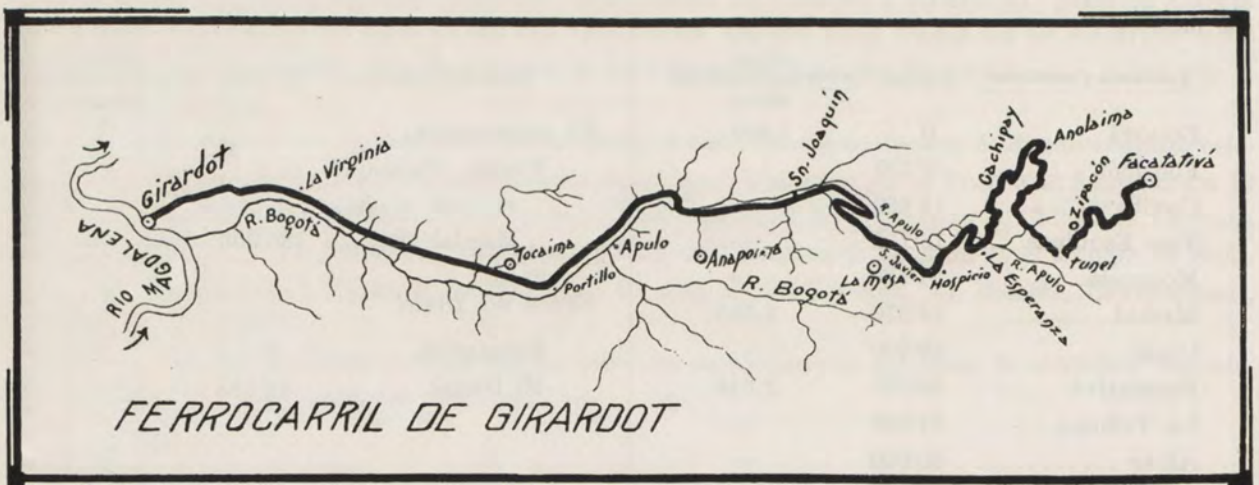 Girardot
La Virginia
R. Bogotá
RIO MAGDALENA
Tocaima
Portillo
Apulo
Anapoima
R. Bogotá
Sn. Joaquín
R. Apulo
S. Javier
La Mesa
Hospicio
LA ESPERANZA
R. Apulo
Cachipay
Anolaima
Zipacón
tunel
Facatativá
FERROCARRIL DE GIRARDOT